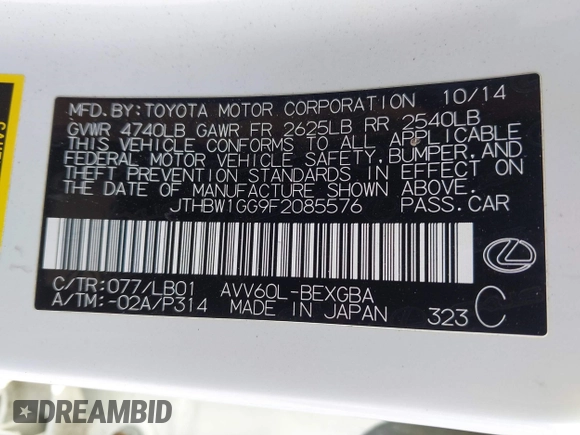 MFD. BY: TOYOTA MOTOR CORPORATION 10/14
GVWR 4740LB GAWR FR 2625LB RR 2540LB
THIS VEHICLE CONFORMS TO ALL APPLICABLE
FEDERAL MOTOR VEHICLE SAFETY, BUMPER, AND
THEFT PREVENTION STANDARDS IN EFFECT ON
THE DATE OF MANUFACTURE SHOWN ABOVE.
JTHBW1GG9F2085576 PASS.CAR
C/TR:077/LB01 AVV60L-BEXGBA
A/TM:-02A/P314 MADE IN JAPAN 323 C
DREAMBID